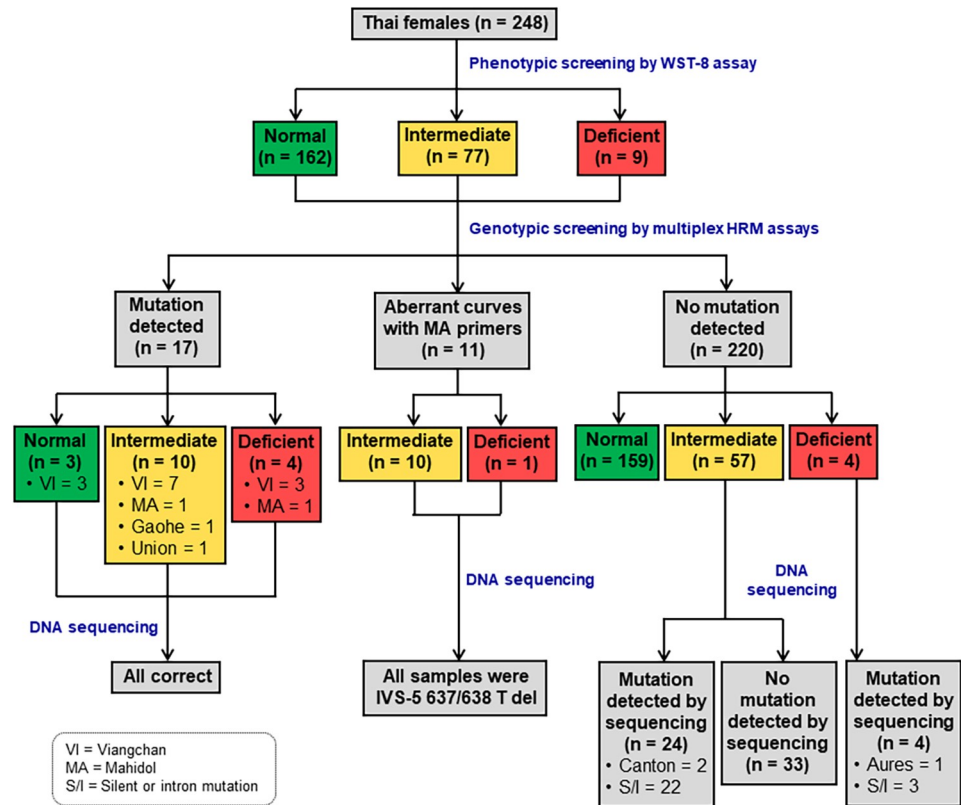 Thai females (n = 248)
Phenotypic screening by WST-8 assay
Normal
(n = 162)
Intermediate
(n = 77)
Deficient
(n = 9)
Genotypic screening by multiplex HRM assays
Mutation
detected
(n = 17)
Aberrant curves
with MA primers
(n = 11)
No mutation
detected
(n = 220)
Normal
(n = 3)
• VI = 3
Intermediate
(n = 10)
• VI = 7
• MA = 1
• Gaohe = 1
• Union = 1
Deficient
(n = 4)
• VI = 3
• MA = 1
Intermediate
(n = 10)
Deficient
(n = 1)
Normal
(n = 159)
Intermediate
(n = 57)
Deficient
(n = 4)
DNA sequencing
DNA sequencing
DNA
sequencing
All correct
All samples were
IVS-5 637/638 T del
Mutation
detected by
sequencing
(n = 24)
• Canton = 2
• S/I = 22
No
mutation
detected by
sequencing
(n = 33)
Mutation
detected by
sequencing
(n = 4)
• Aures = 1
• S/I = 3
VI = Viangchan
MA = Mahidol
S/I = Silent or intron mutation